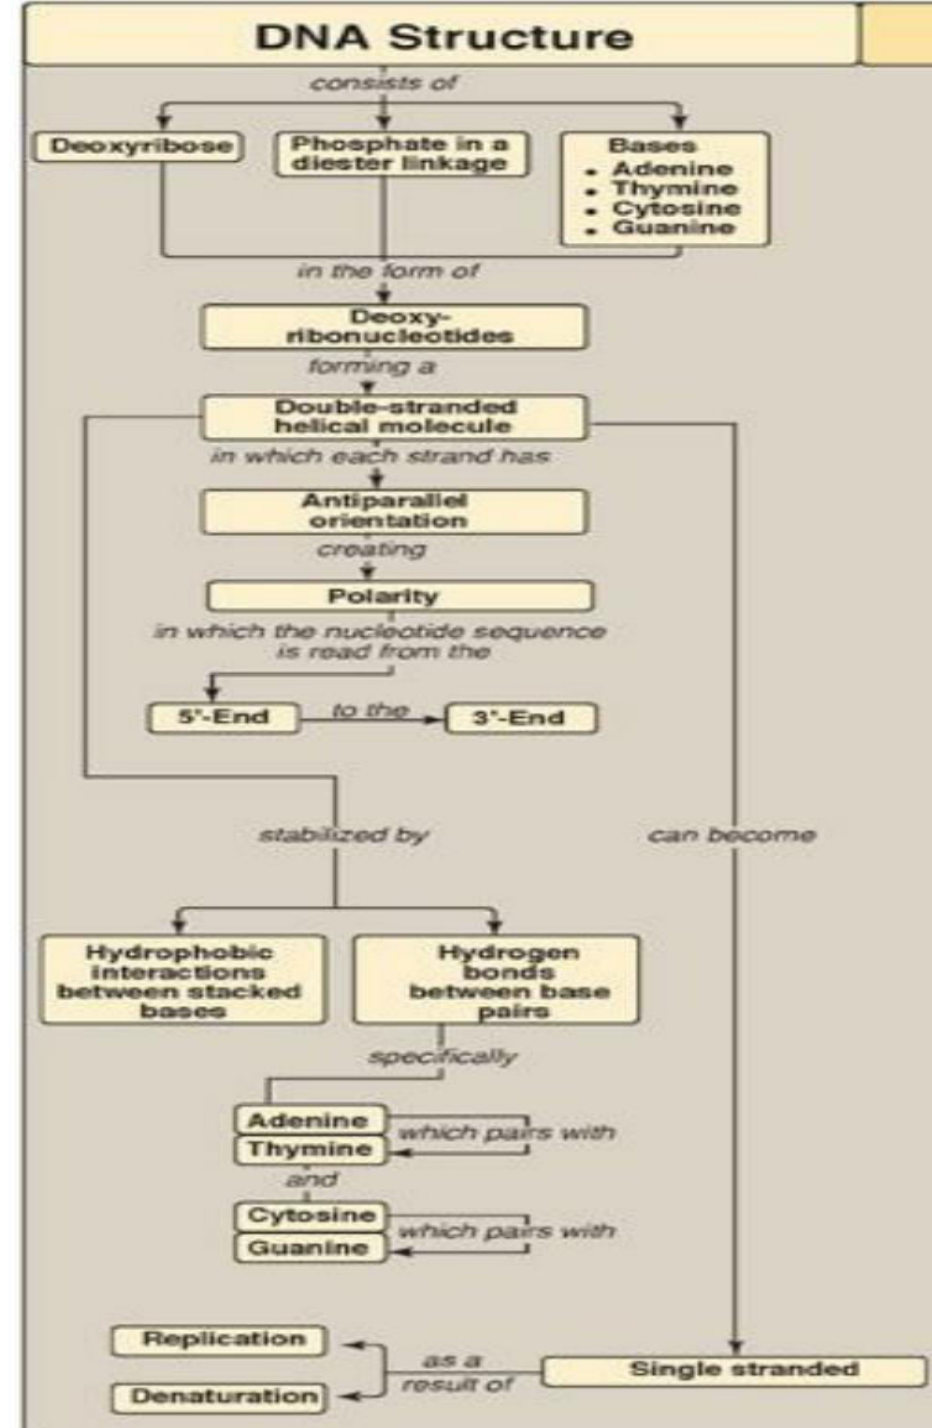 DNA Structure
consists of
Deoxyribose
Phosphate in a
diester linkage
Bases
• Adenine
• Thymine
• Cytosine
• Guanine
in the form of
Deoxy-
ribonucleotides
forming a
Double-stranded
helical molecule
in which each strand has
Antiparallel
orientation
creating
Polarity
in which the nucleotide sequence
is read from the
5'-End
to the
3'-End
stabilized by
can become
Hydrophobic
interactions
between stacked
bases
Hydrogen
bonds
between base
pairs
specifically
Adenine
which pairs with
Thymine
and
Cytosine
which pairs with
Guanine
Replication
as a
result of
Single stranded
Denaturation